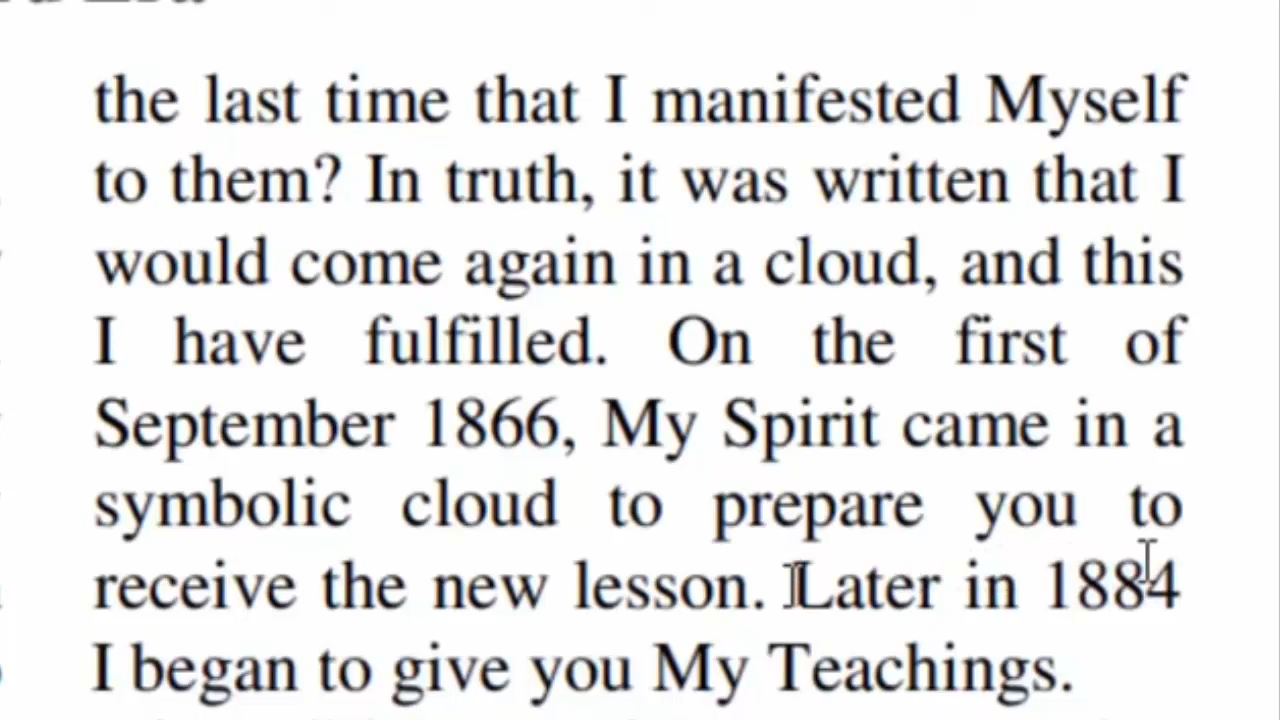 the last time that I manifested Myself
to them? In truth, it was written that I
would come again in a cloud, and this
I have fulfilled. On the first of
September 1866, My Spirit came in a
symbolic cloud to prepare you to
receive the new lesson. Later in 1884
I began to give you My Teachings.